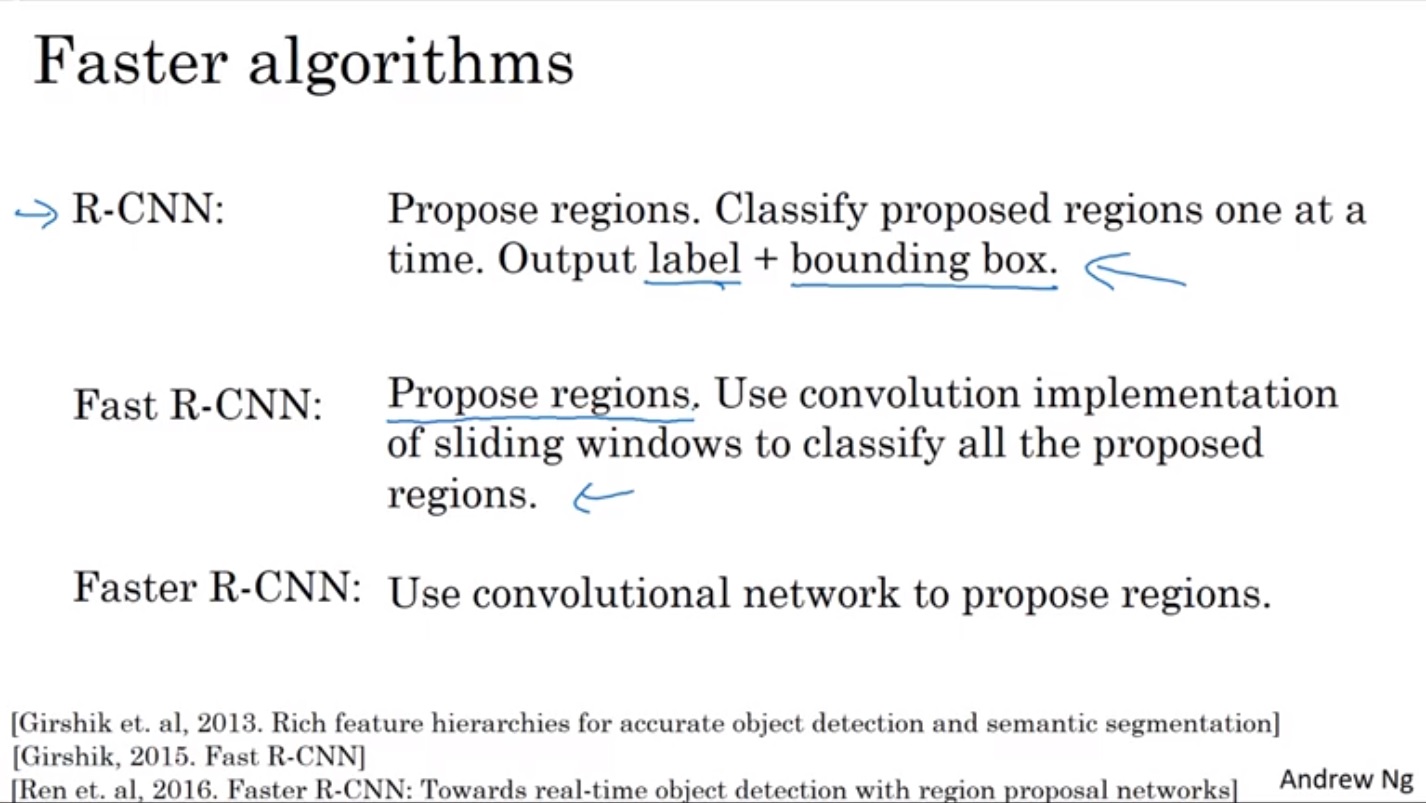 Faster algorithms
R-CNN: Propose regions. Classify proposed regions one at a
time. Output label + bounding box.
Fast R-CNN: Propose regions. Use convolution implementation
of sliding windows to classify all the proposed
regions.
Faster R-CNN: Use convolutional network to propose regions.
[Girshik et. al, 2013. Rich feature hierarchies for accurate object detection and semantic segmentation]
[Girshik, 2015. Fast R-CNN]
[Ren et. al, 2016. Faster R-CNN: Towards real-time object detection with region proposal networks]
Andrew Ng